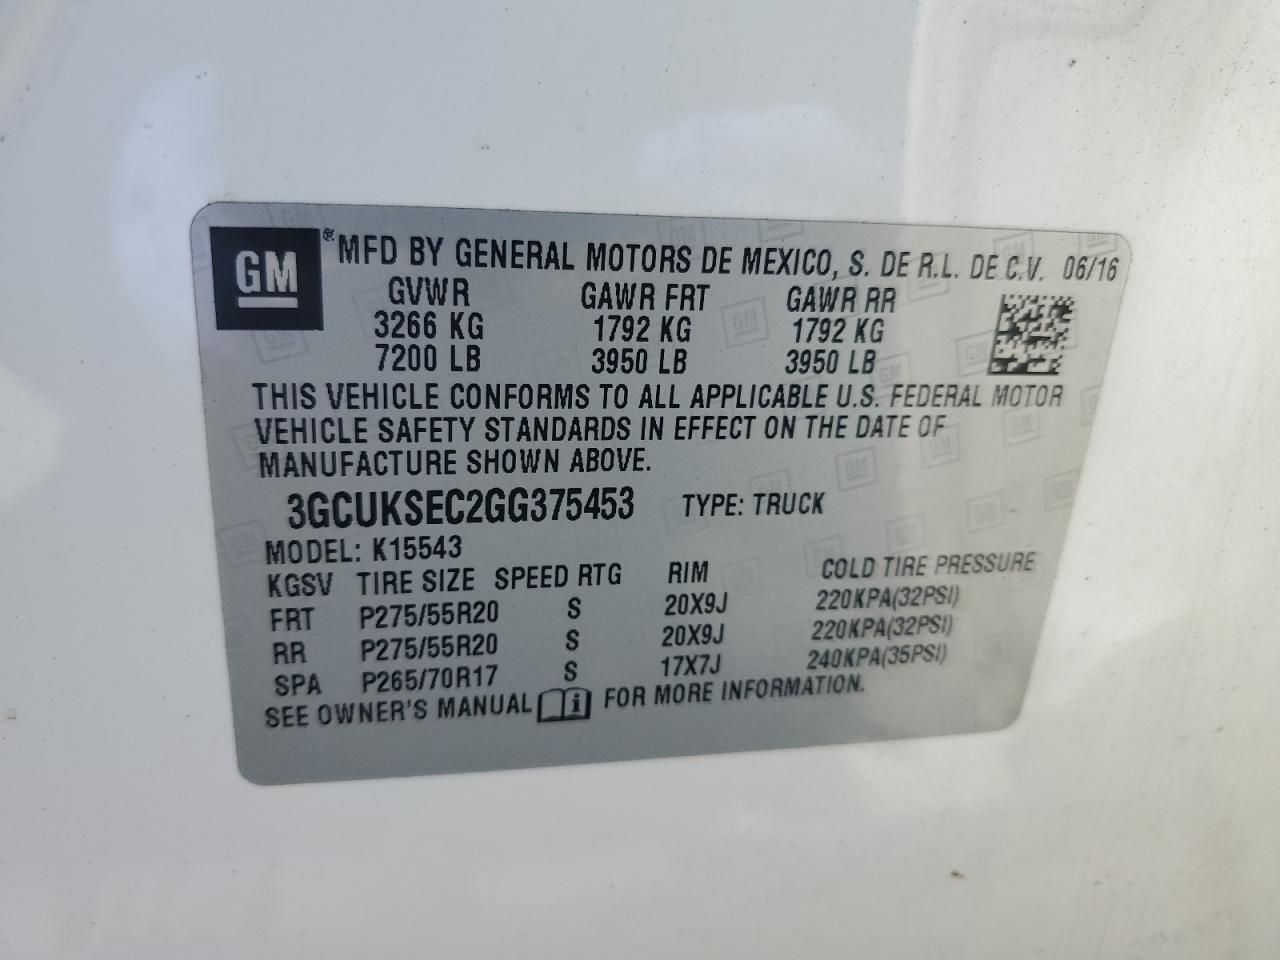 GM ® MFD BY GENERAL MOTORS DE MEXICO, S. DE R.L. DE C.V. 06/16
GVWR GAWR FRT GAWR RR
3266 KG 1792 KG 1792 KG
7200 LB 3950 LB 3950 LB
THIS VEHICLE CONFORMS TO ALL APPLICABLE U.S. FEDERAL MOTOR
VEHICLE SAFETY STANDARDS IN EFFECT ON THE DATE OF
MANUFACTURE SHOWN ABOVE.
3GCUKSEC2GG375453 TYPE: TRUCK
MODEL: K15543
KGSV TIRE SIZE SPEED RTG RIM COLD TIRE PRESSURE
FRT P275/55R20 S 20X9J 220KPA(32PSI)
RR P275/55R20 S 20X9J 220KPA(32PSI)
SPA P265/70R17 S 17X7J 240KPA(35PSI)
SEE OWNER'S MANUAL i FOR MORE INFORMATION.